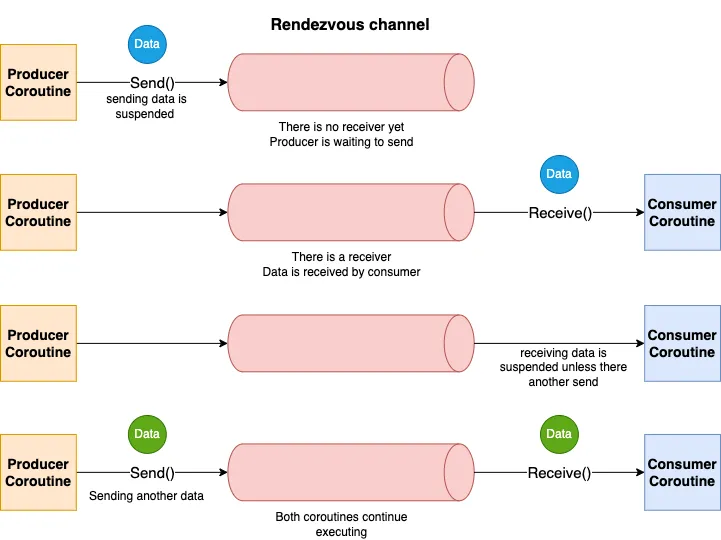 Rendezvous channel
Data
Producer
Coroutine
Send()
sending data is
suspended
There is no receiver yet
Producer is waiting to send
Data
Producer
Coroutine
Receive()
Consumer
Coroutine
There is a receiver
Data is received by consumer
Producer
Coroutine
Consumer
Coroutine
receiving data is
suspended unless there
another send
Data
Data
Producer
Coroutine
Send()
Receive()
Consumer
Coroutine
Sending another data
Both coroutines continue
executing